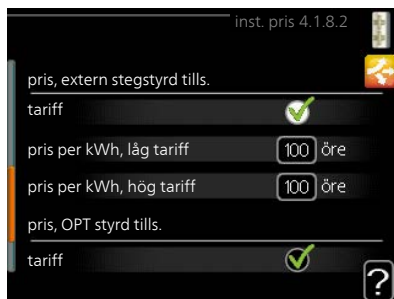 inst. pris 4.1.8.2
pris, extern stegstyrd tills.
tariff
pris per kWh, låg tariff 100 öre
pris per kWh, hög tariff 100 öre
pris, OPT styrd tills.
tariff
?